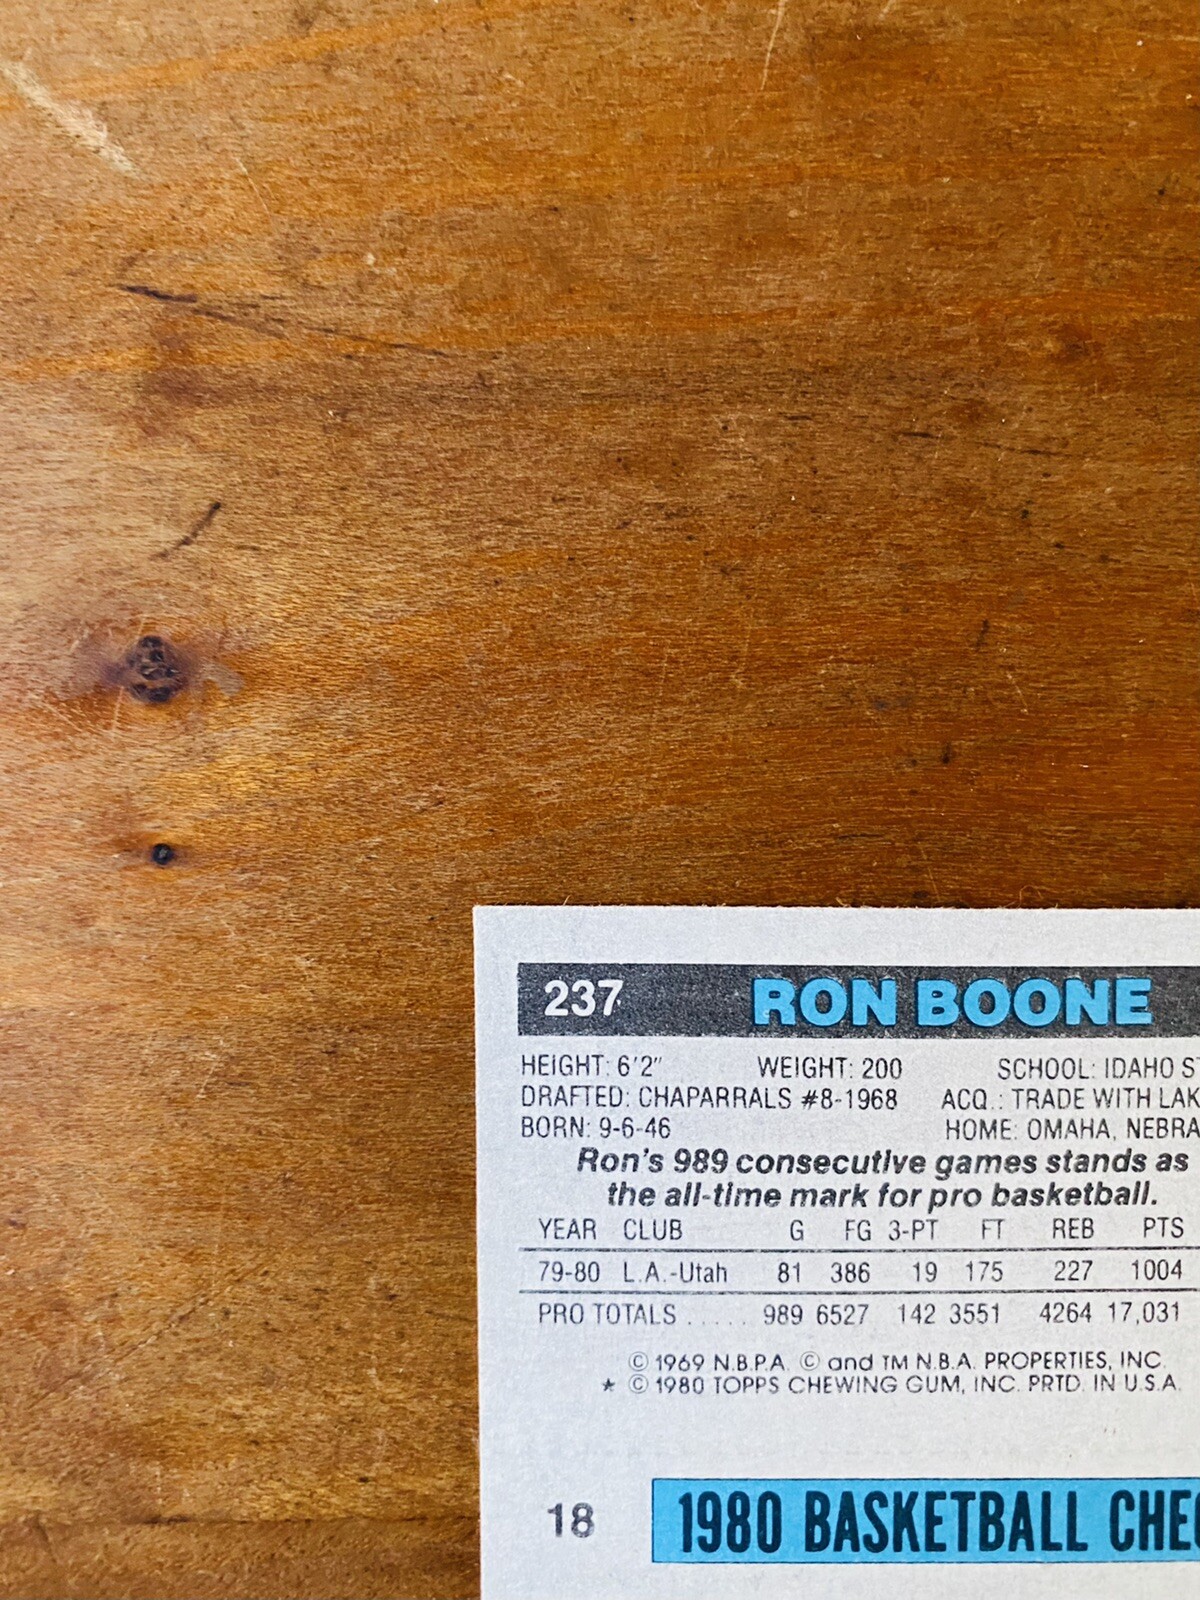 237 RON BOONE
HEIGHT: 6'2" WEIGHT: 200 SCHOOL: IDAHO ST
DRAFTED: CHAPARRALS #8-1968 ACQ.: TRADE WITH LAK
BORN: 9-6-46 HOME: OMAHA, NEBRA
Ron's 989 consecutive games stands as
the all-time mark for pro basketball.
YEAR CLUB G FG 3-PT FT REB PTS
79-80 L.A.-Utah 81 386 19 175 227 1004
PRO TOTALS ..... 989 6527 142 3551 4264 17,031
© 1969 N.B.P.A. © and TM N.B.A. PROPERTIES, INC.
* © 1980 TOPPS CHEWING GUM, INC. PRTD. IN U.S.A.
18 1980 BASKETBALL CHE